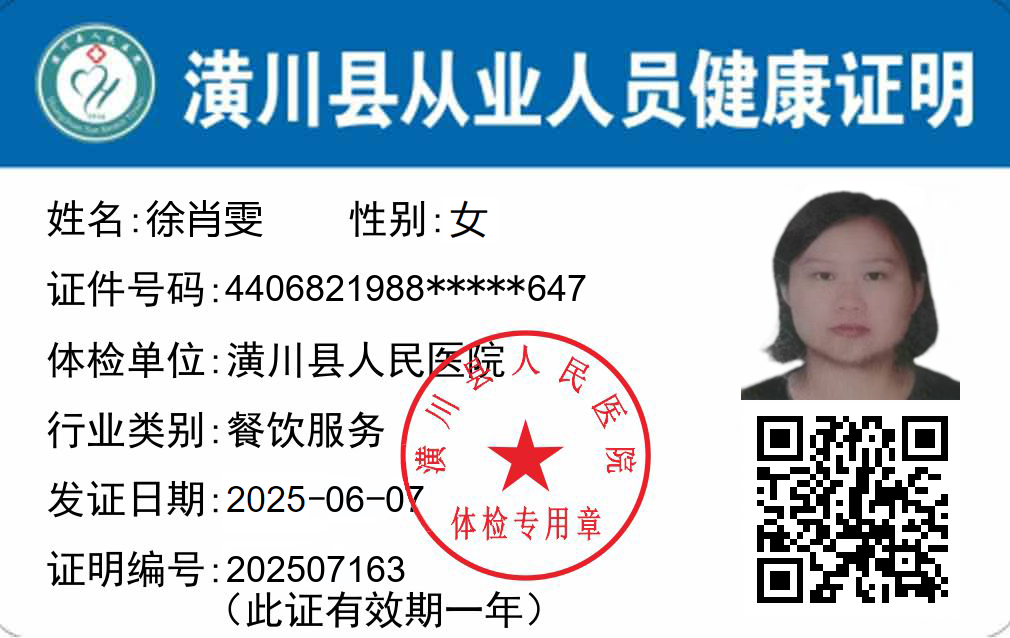 潢川县从业人员健康证明
姓名:徐肖雯 性别:女
证件号码:4406821988*****647
体检单位:潢川县人民医院
行业类别:餐饮服务
发证日期:2025-06-07
证明编号:202507163
(此证有效期一年)
潢川县人民医院
体检专用章